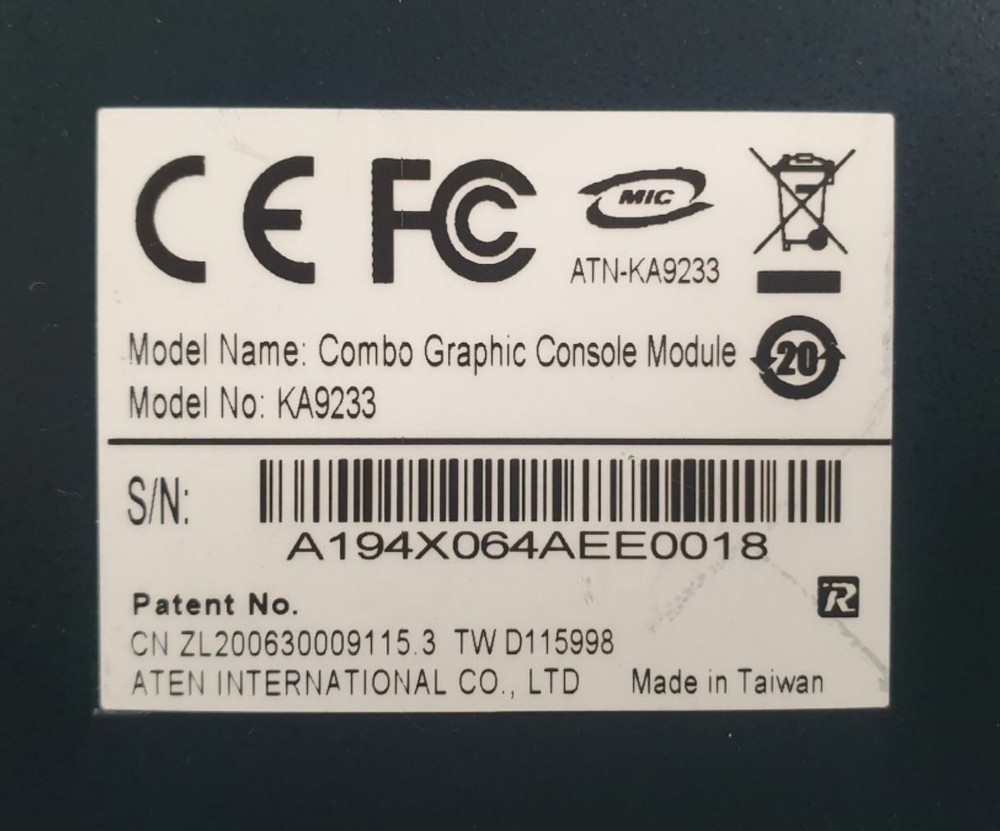 CE FC MIC
ATN-KA9233
Model Name: Combo Graphic Console Module
20
Model No: KA9233
S/N:
A194X064AEE0018
R
Patent No.
CN ZL200630009115.3 TW D115998
ATEN INTERNATIONAL CO., LTD Made in Taiwan